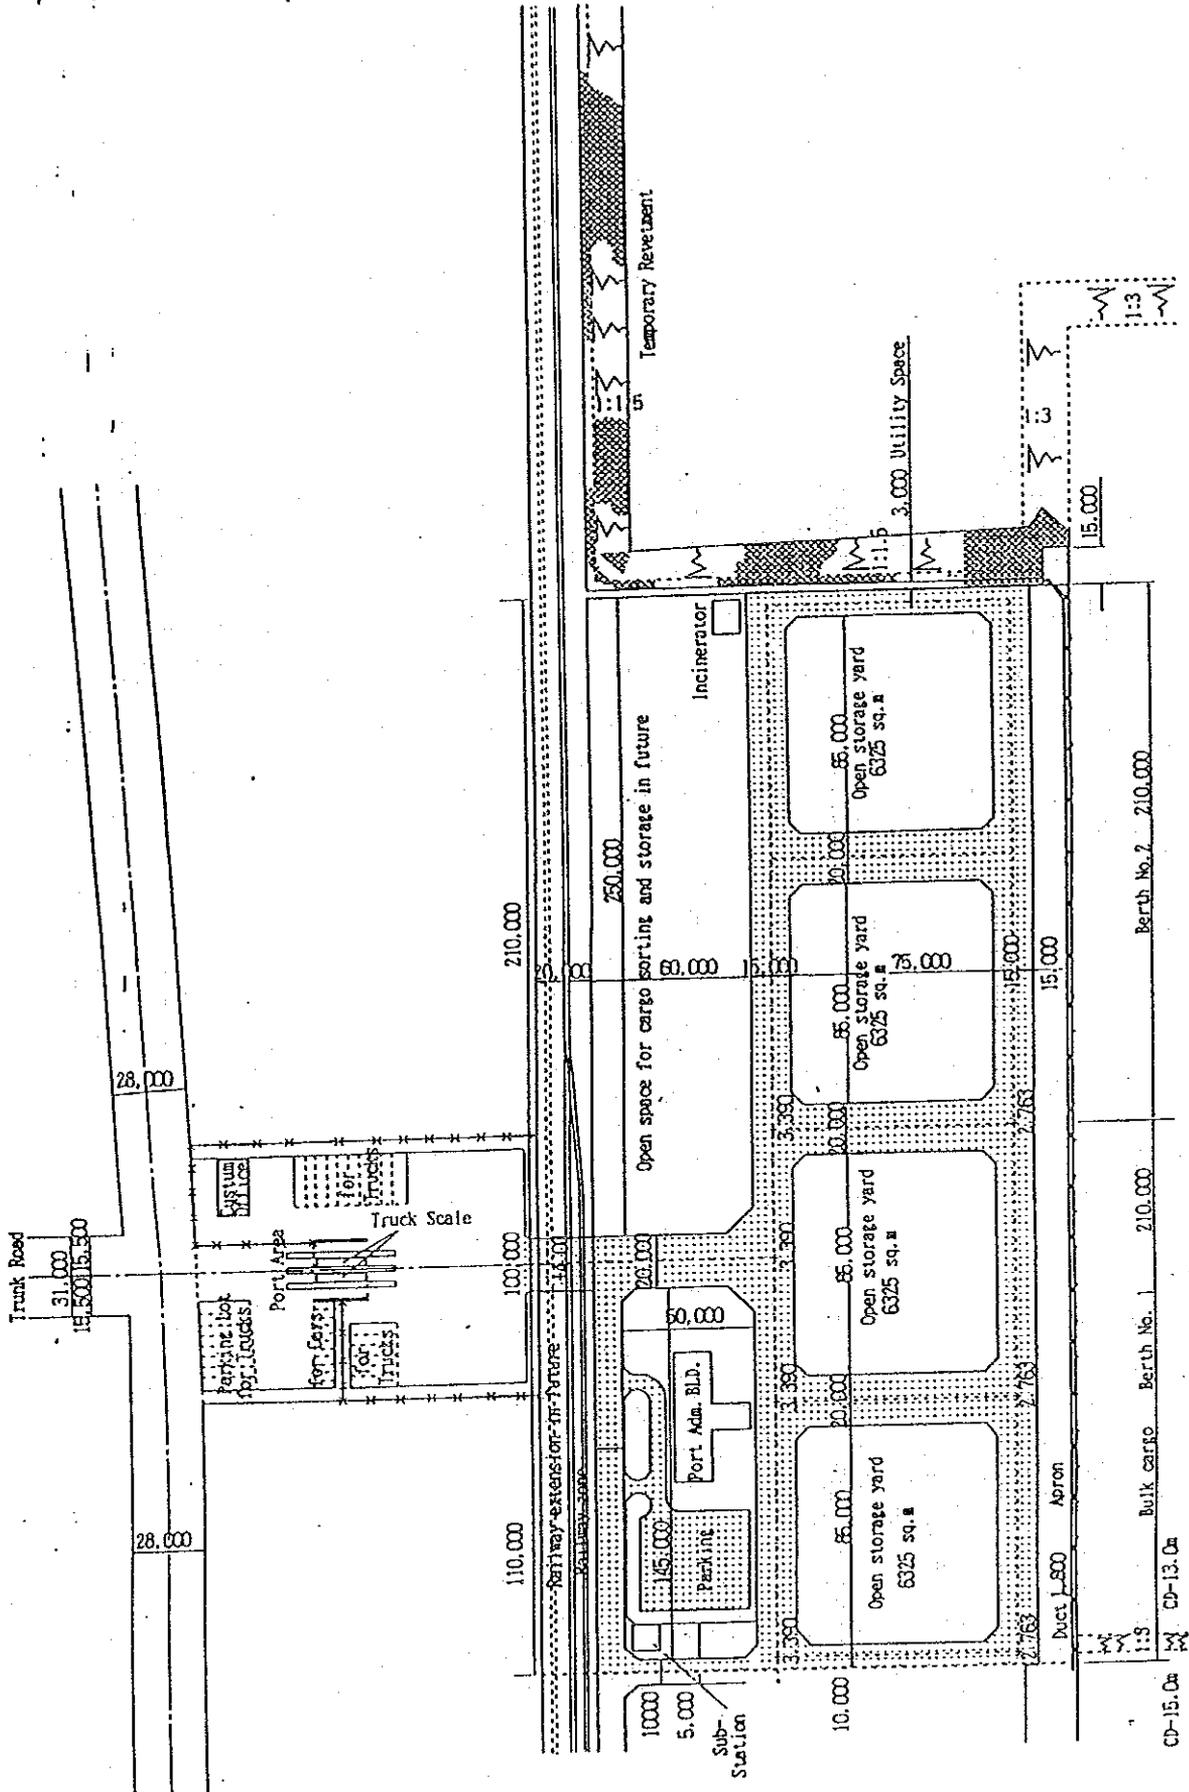 Trunk Road
31.000
15.500 15.500
28.000
28.000
Custum
Office
for
Trucks
Truck Scale
Port Area
Parking Lot
for Trucks
for Cars
for
Trucks
110.000
100.000
210.000
20.000
Railway extension in future
Railway zone
Temporary Revetment
1:1.5
250.000
Open space for cargo sorting and storage in future
Incinerator
20.000
60.000
60.000
15.000
75.000
15.000
15.000
145.000
Parking
Port Adm. BLD.
10000
5.000
Sub-
Station
10.000
3.390
3.390
3.390
3.390
85.000
20.000
85.000
20.000
85.000
20.000
85.000
Open storage yard
6325 sq.m
Open storage yard
6325 sq.m
Open storage yard
6325 sq.m
Open storage yard
6325 sq.m
2.763
2.763
2.763
3.000 Utility Space
1:1.5
1:3
1:3
15.000
Duct 1.800
Apron
Bulk cargo
Berth No. 1
210.000
Berth No.2
210.000
CD-15.0m
CD-13.0m